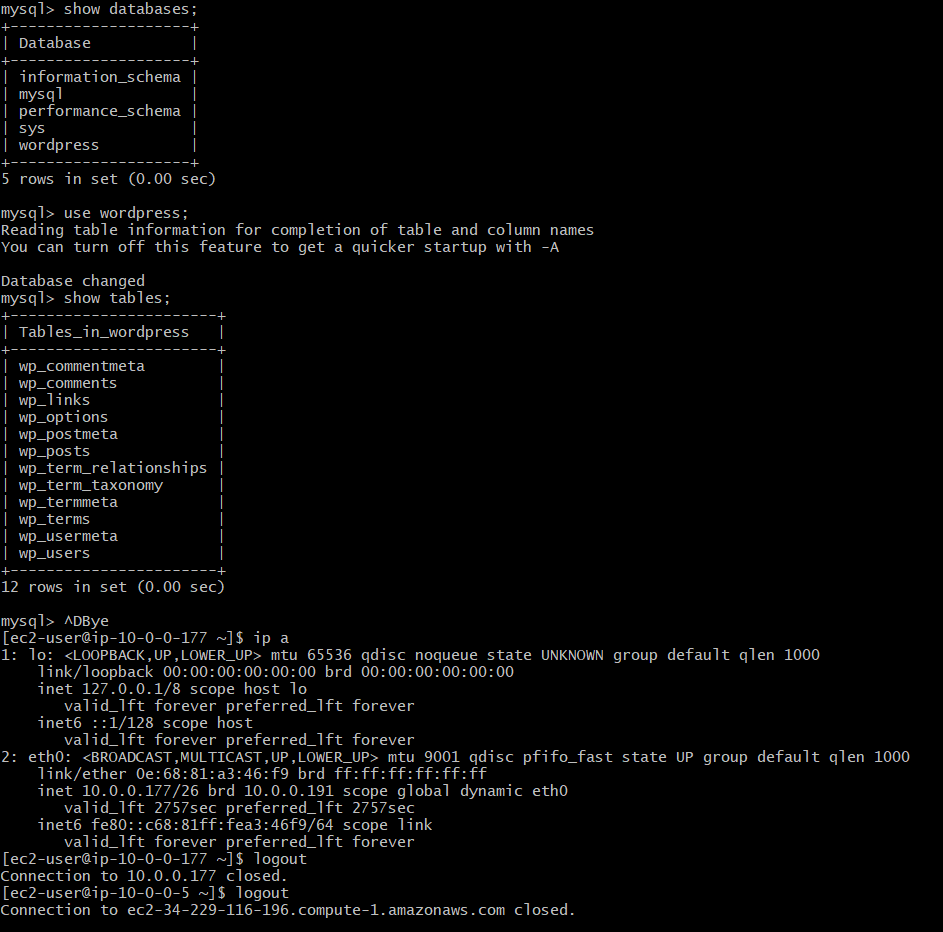 mysql> show databases;
+--------------------+
| Database           |
+--------------------+
| information_schema |
| mysql              |
| performance_schema |
| sys                |
| wordpress          |
+--------------------+
5 rows in set (0.00 sec)

mysql> use wordpress;
Reading table information for completion of table and column names
You can turn off this feature to get a quicker startup with -A

Database changed
mysql> show tables;
+-----------------------+
| Tables_in_wordpress   |
+-----------------------+
| wp_commentmeta        |
| wp_comments           |
| wp_links              |
| wp_options            |
| wp_postmeta           |
| wp_posts              |
| wp_term_relationships |
| wp_term_taxonomy      |
| wp_termmeta           |
| wp_terms              |
| wp_usermeta           |
| wp_users              |
+-----------------------+
12 rows in set (0.00 sec)

mysql> ^DBye
[ec2-user@ip-10-0-0-177 ~]$ ip a
1: lo: <LOOPBACK,UP,LOWER_UP> mtu 65536 qdisc noqueue state UNKNOWN group default qlen 1000
    link/loopback 00:00:00:00:00:00 brd 00:00:00:00:00:00
    inet 127.0.0.1/8 scope host lo
       valid_lft forever preferred_lft forever
    inet6 ::1/128 scope host
       valid_lft forever preferred_lft forever
2: eth0: <BROADCAST,MULTICAST,UP,LOWER_UP> mtu 9001 qdisc pfifo_fast state UP group default qlen 1000
    link/ether 0e:68:81:a3:46:f9 brd ff:ff:ff:ff:ff:ff
    inet 10.0.0.177/26 brd 10.0.0.191 scope global dynamic eth0
       valid_lft 2757sec preferred_lft 2757sec
    inet6 fe80::c68:81ff:fea3:46f9/64 scope link
       valid_lft forever preferred_lft forever
[ec2-user@ip-10-0-0-177 ~]$ logout
Connection to 10.0.0.177 closed.
[ec2-user@ip-10-0-0-5 ~]$ logout
Connection to ec2-34-229-116-196.compute-1.amazonaws.com closed.